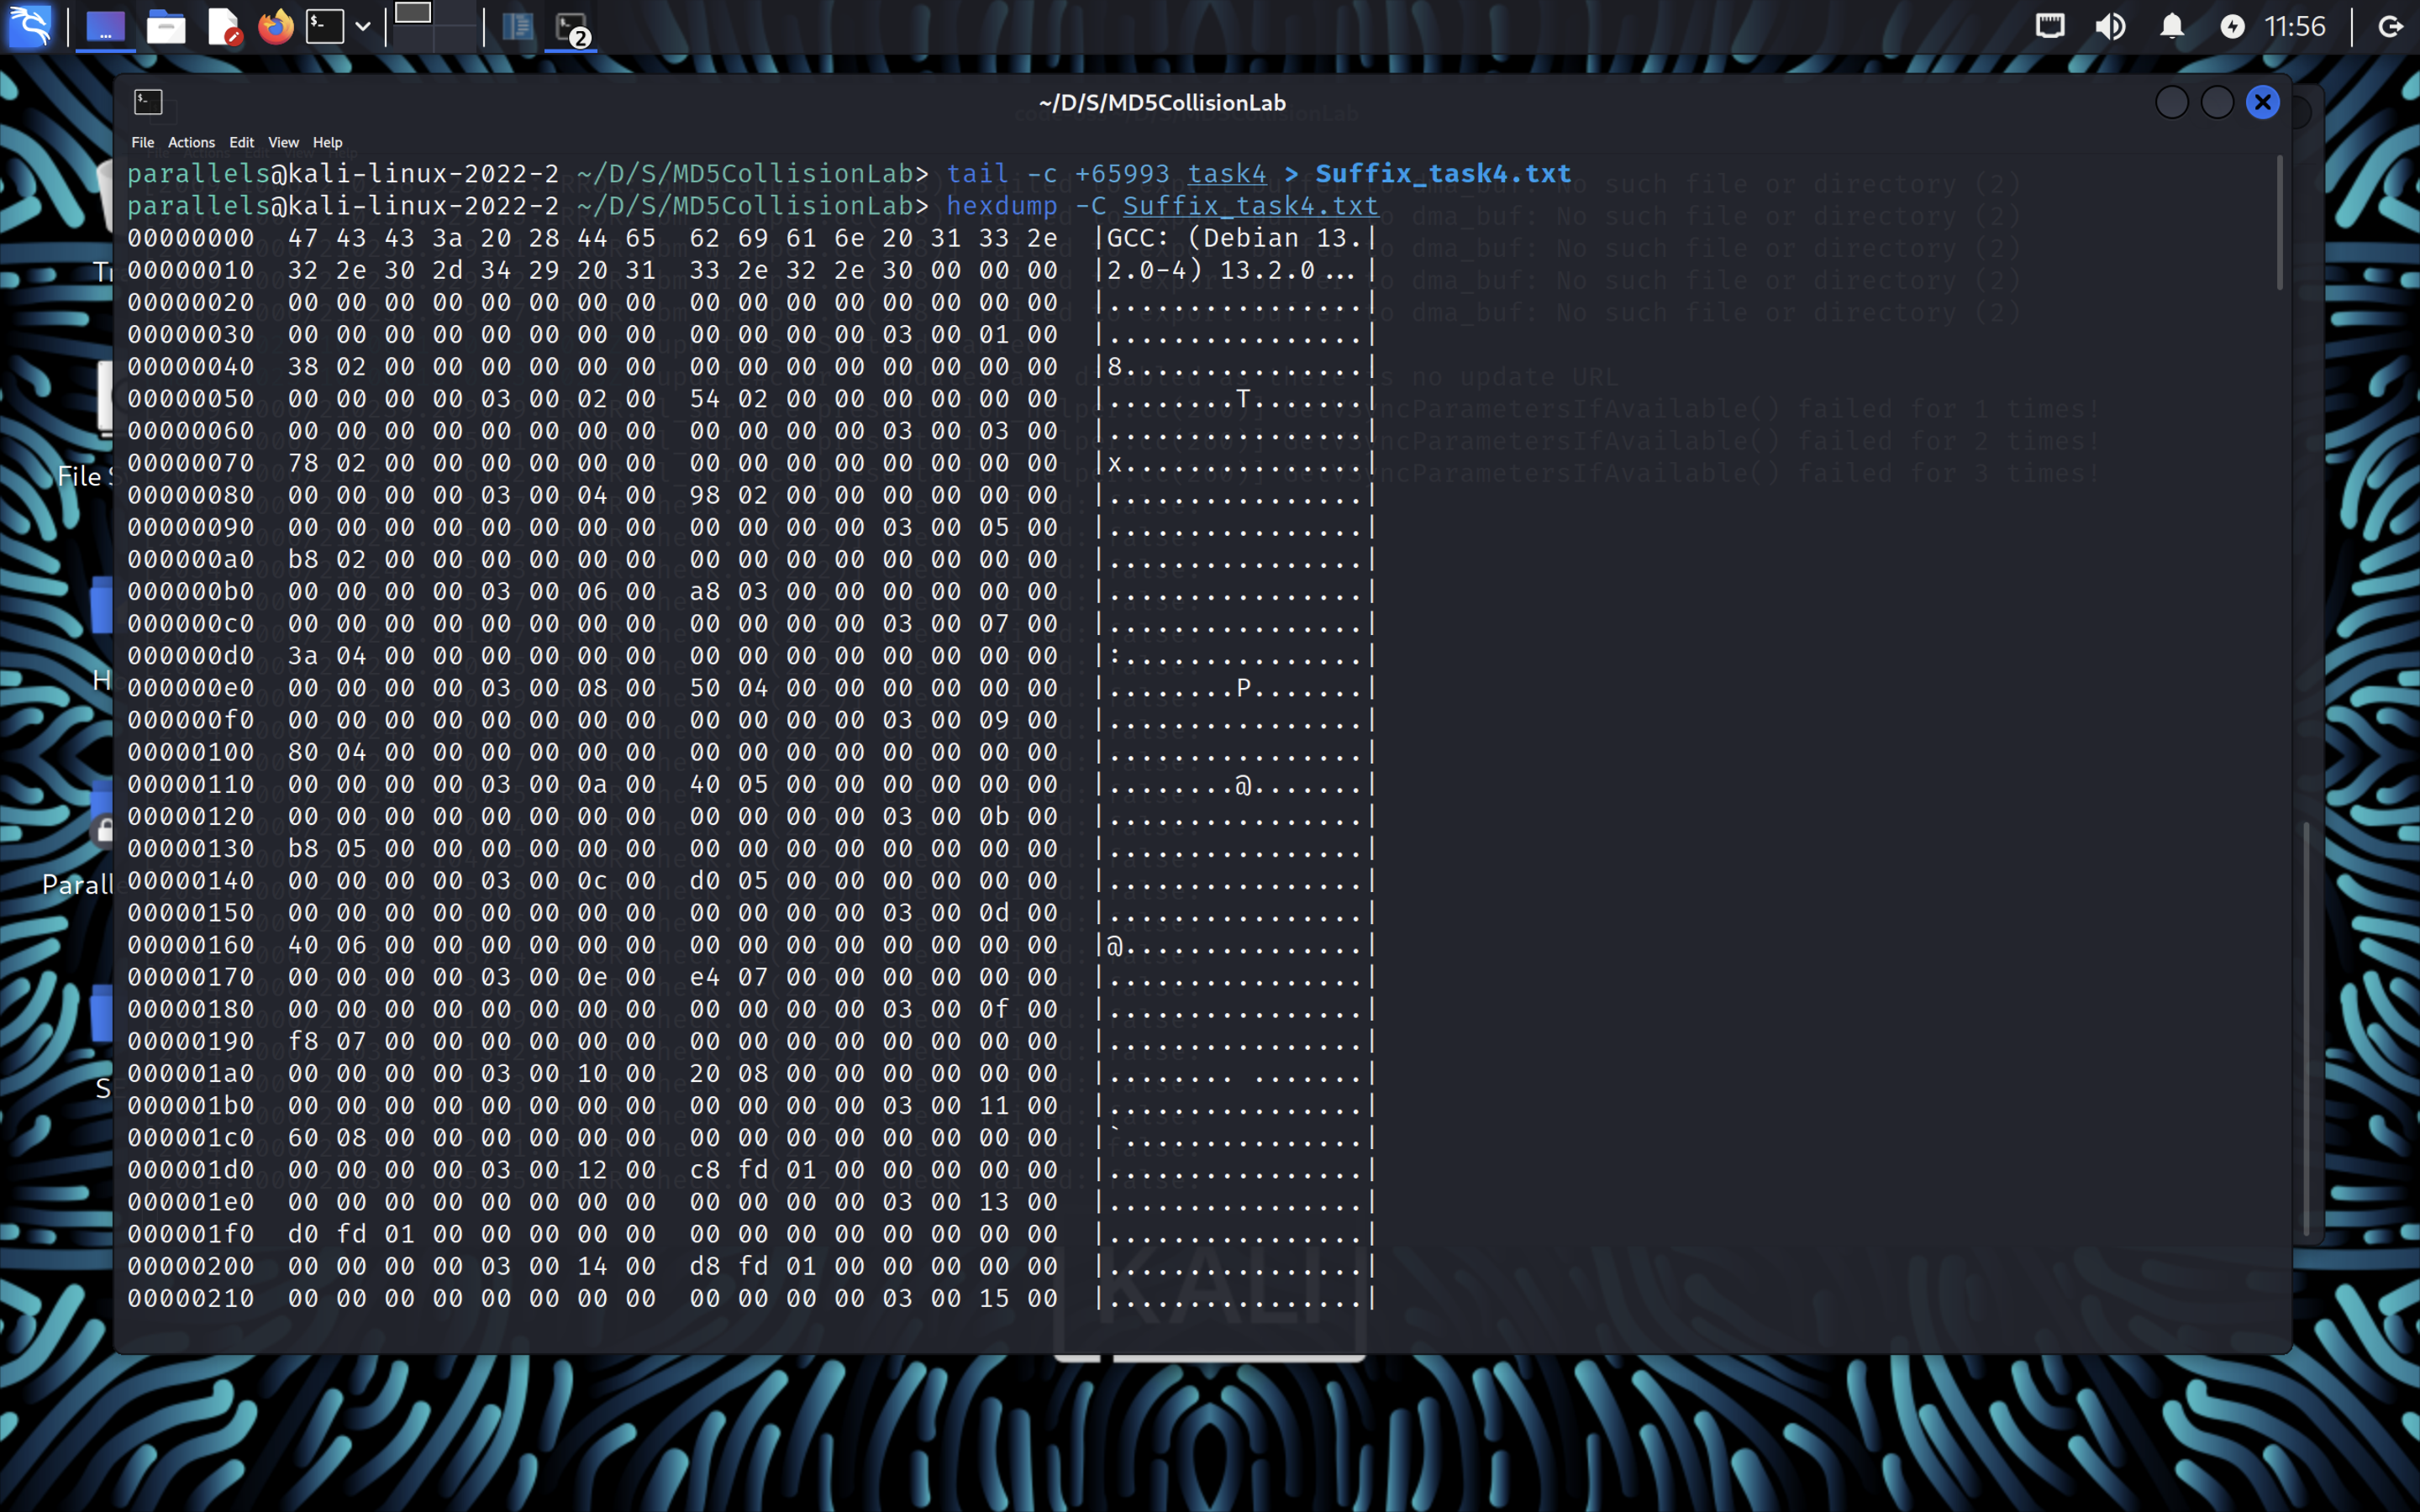 2
11:56
~/D/S/MD5CollisionLab
File Actions Edit View Help
parallels@kali-linux-2022-2 ~/D/S/MD5CollisionLab> tail -c +65993 task4 > Suffix_task4.txt
parallels@kali-linux-2022-2 ~/D/S/MD5CollisionLab> hexdump -C Suffix_task4.txt
00000000  47 43 43 3a 20 28 44 65  62 69 61 6e 20 31 33 2e  |GCC: (Debian 13.|
00000010  32 2e 30 2d 34 29 20 31  33 2e 32 2e 30 00 00 00  |2.0-4) 13.2.0...|
00000020  00 00 00 00 00 00 00 00  00 00 00 00 00 00 00 00  |................|
00000030  00 00 00 00 00 00 00 00  00 00 00 00 03 00 01 00  |................|
00000040  38 02 00 00 00 00 00 00  00 00 00 00 00 00 00 00  |8...............|
00000050  00 00 00 00 03 00 02 00  54 02 00 00 00 00 00 00  |........T.......|
00000060  00 00 00 00 00 00 00 00  00 00 00 00 03 00 03 00  |................|
00000070  78 02 00 00 00 00 00 00  00 00 00 00 00 00 00 00  |x...............|
00000080  00 00 00 00 03 00 04 00  98 02 00 00 00 00 00 00  |................|
00000090  00 00 00 00 00 00 00 00  00 00 00 00 03 00 05 00  |................|
000000a0  b8 02 00 00 00 00 00 00  00 00 00 00 00 00 00 00  |................|
000000b0  00 00 00 00 03 00 06 00  a8 03 00 00 00 00 00 00  |................|
000000c0  00 00 00 00 00 00 00 00  00 00 00 00 03 00 07 00  |................|
000000d0  3a 04 00 00 00 00 00 00  00 00 00 00 00 00 00 00  |:...............|
000000e0  00 00 00 00 03 00 08 00  50 04 00 00 00 00 00 00  |........P.......|
000000f0  00 00 00 00 00 00 00 00  00 00 00 00 03 00 09 00  |................|
00000100  80 04 00 00 00 00 00 00  00 00 00 00 00 00 00 00  |................|
00000110  00 00 00 00 03 00 0a 00  40 05 00 00 00 00 00 00  |........@.......|
00000120  00 00 00 00 00 00 00 00  00 00 00 00 03 00 0b 00  |................|
00000130  b8 05 00 00 00 00 00 00  00 00 00 00 00 00 00 00  |................|
00000140  00 00 00 00 03 00 0c 00  d0 05 00 00 00 00 00 00  |................|
00000150  00 00 00 00 00 00 00 00  00 00 00 00 03 00 0d 00  |................|
00000160  40 06 00 00 00 00 00 00  00 00 00 00 00 00 00 00  |@...............|
00000170  00 00 00 00 03 00 0e 00  e4 07 00 00 00 00 00 00  |................|
00000180  00 00 00 00 00 00 00 00  00 00 00 00 03 00 0f 00  |................|
00000190  f8 07 00 00 00 00 00 00  00 00 00 00 00 00 00 00  |................|
000001a0  00 00 00 00 03 00 10 00  20 08 00 00 00 00 00 00  |........ .......|
000001b0  00 00 00 00 00 00 00 00  00 00 00 00 03 00 11 00  |................|
000001c0  60 08 00 00 00 00 00 00  00 00 00 00 00 00 00 00  |`...............|
000001d0  00 00 00 00 03 00 12 00  c8 fd 01 00 00 00 00 00  |................|
000001e0  00 00 00 00 00 00 00 00  00 00 00 00 03 00 13 00  |................|
000001f0  d0 fd 01 00 00 00 00 00  00 00 00 00 00 00 00 00  |................|
00000200  00 00 00 00 03 00 14 00  d8 fd 01 00 00 00 00 00  |................|
00000210  00 00 00 00 00 00 00 00  00 00 00 00 03 00 15 00  |................|
File S
Parall
KALI